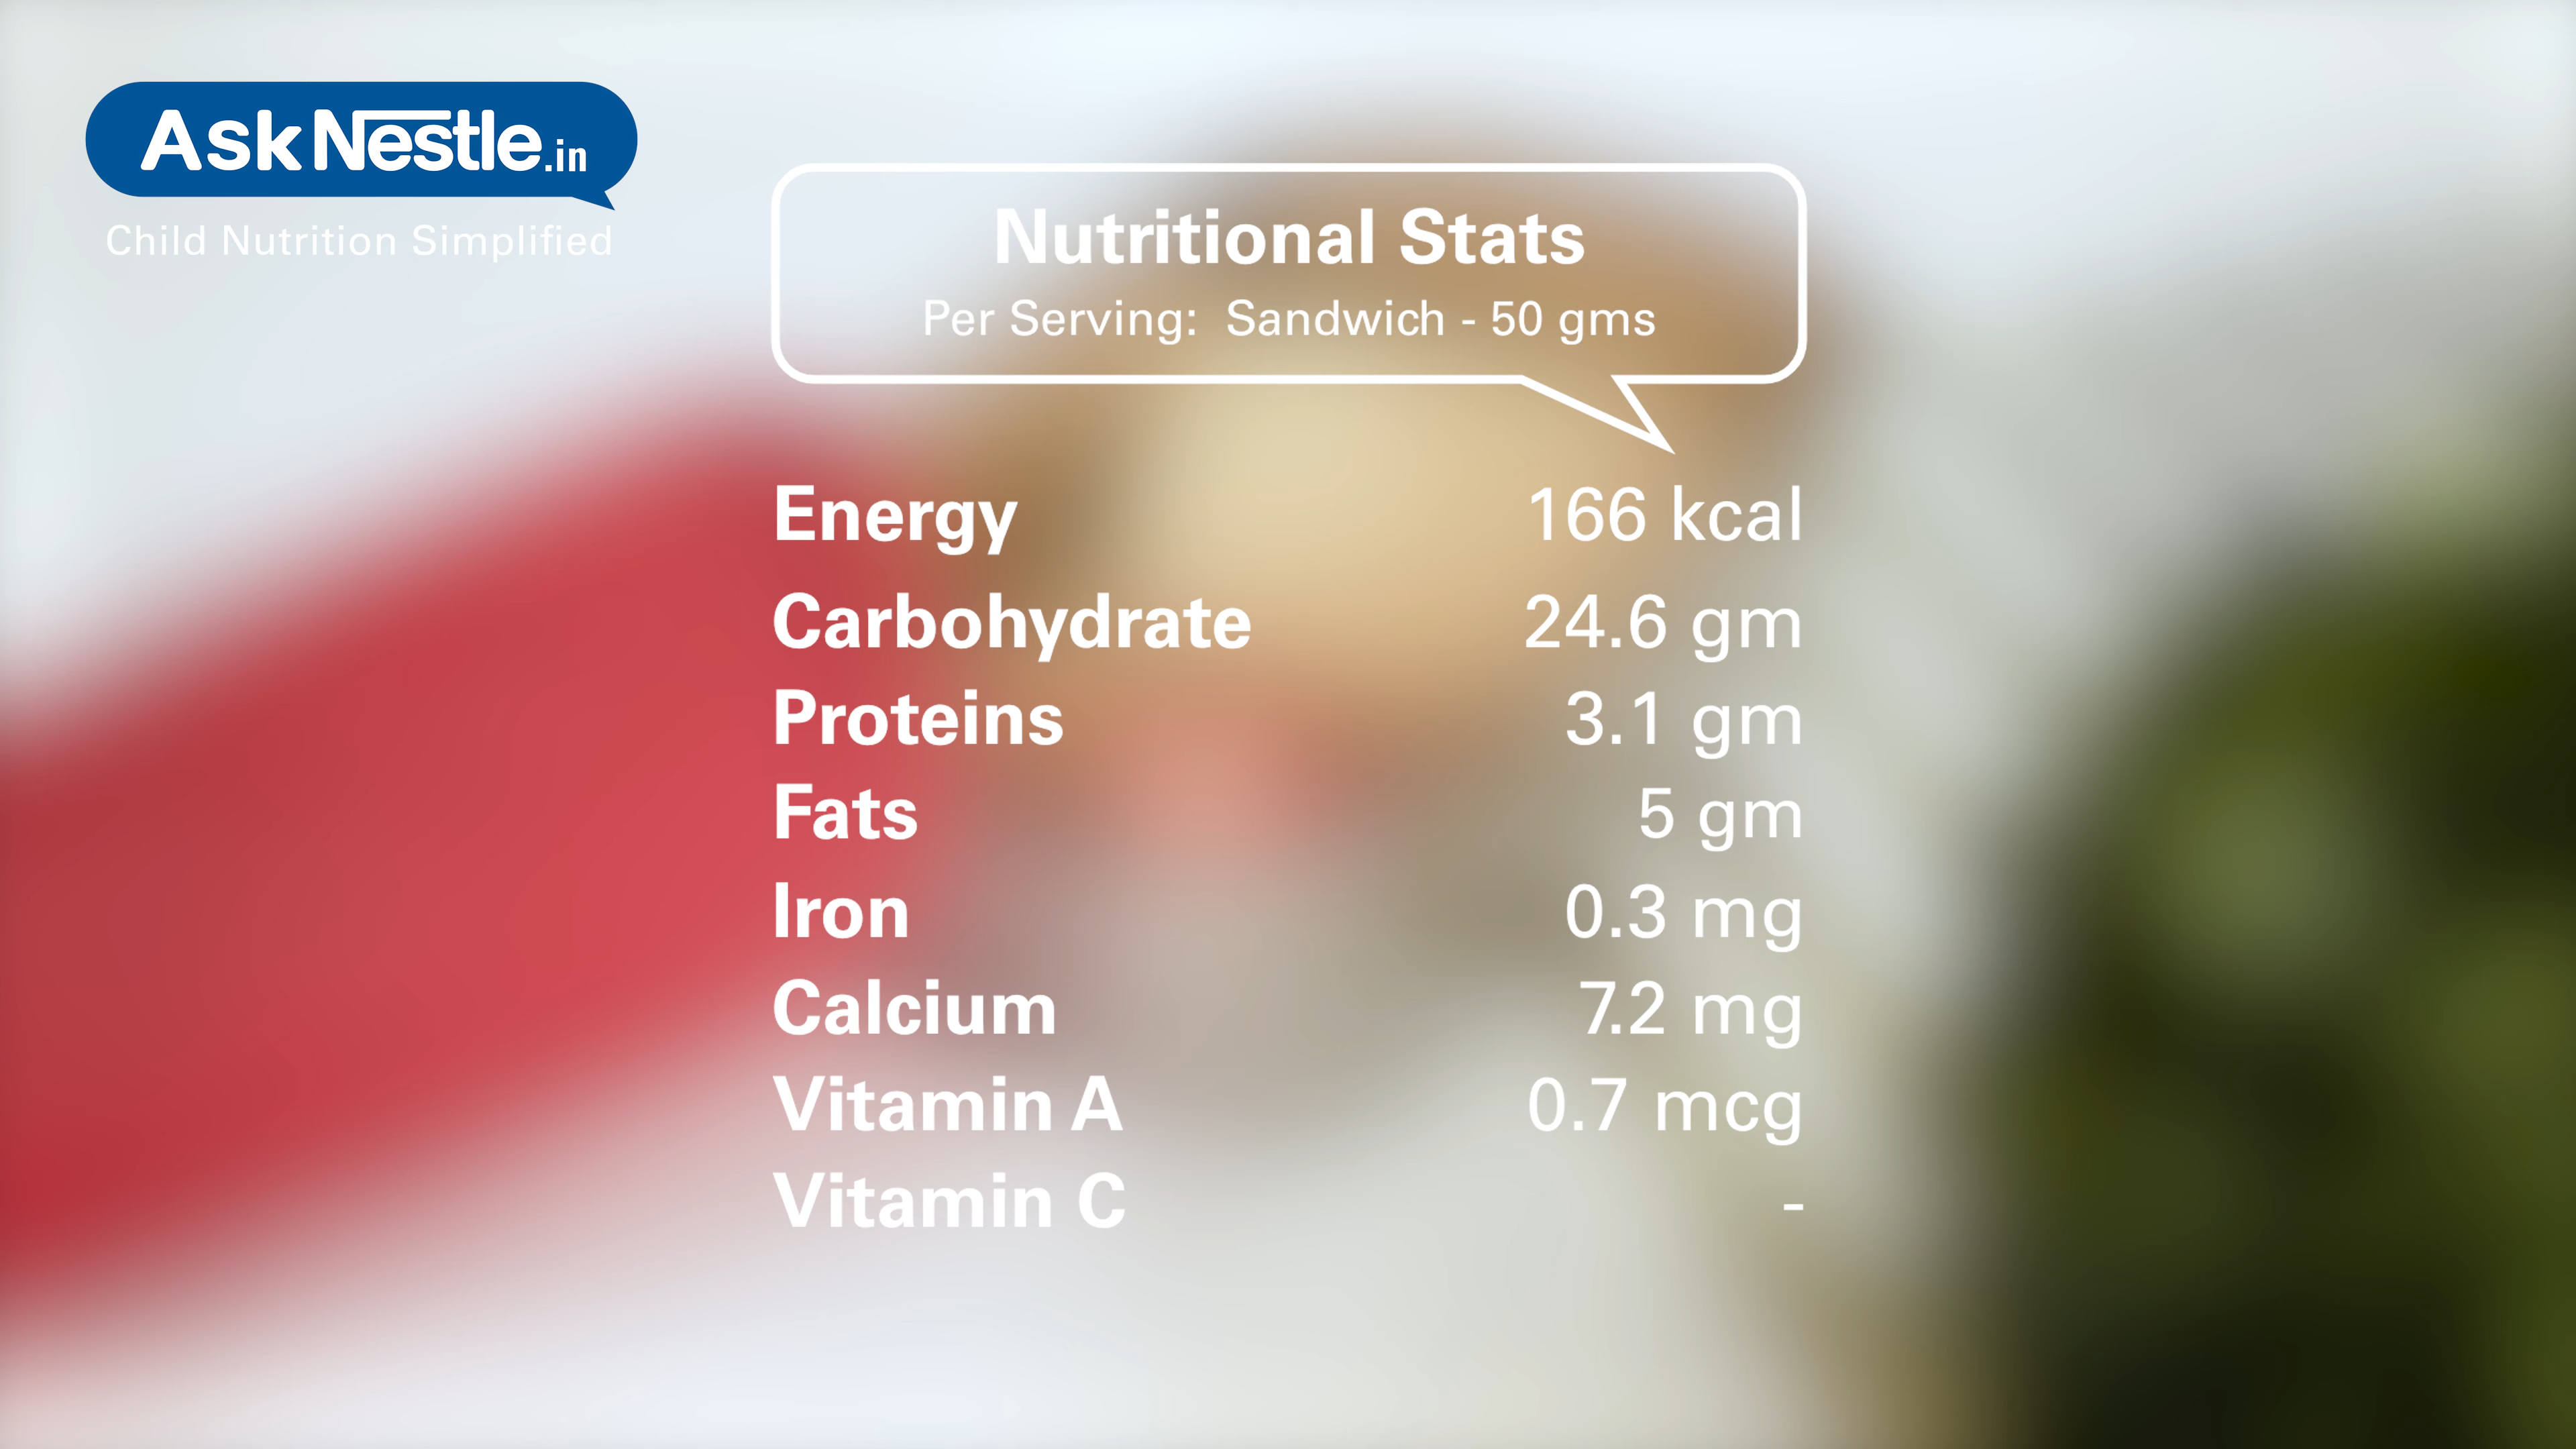 AskNestle.in
Child Nutrition Simplified
Nutritional Stats
Per Serving: Sandwich - 50 gms
Energy 166 kcal
Carbohydrate 24.6 gm
Proteins 3.1 gm
Fats 5 gm
Iron 0.3 mg
Calcium 7.2 mg
Vitamin A 0.7 mcg
Vitamin C -